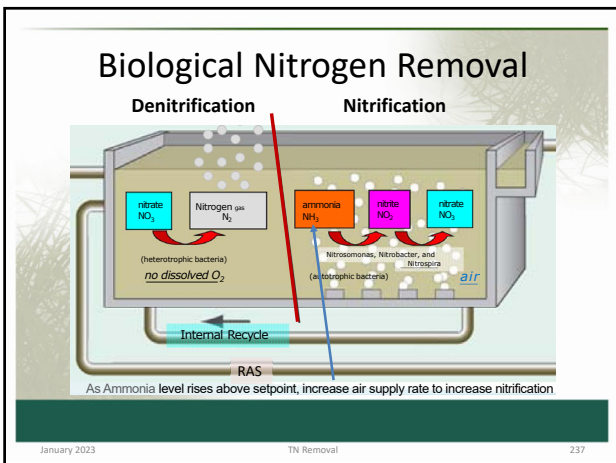 Biological Nitrogen Removal
Denitrification
Nitrification
nitrate
NO3
Nitrogen gas
N2
ammonia
NH3
nitrite
NO2
nitrate
NO3
(heterotrophic bacteria)
no dissolved O2
Nitrosomonas, Nitrobacter, and
Nitrospira
(autotrophic bacteria)
air
Internal Recycle
RAS
As Ammonia level rises above setpoint, increase air supply rate to increase nitrification
January 2023
TN Removal
237